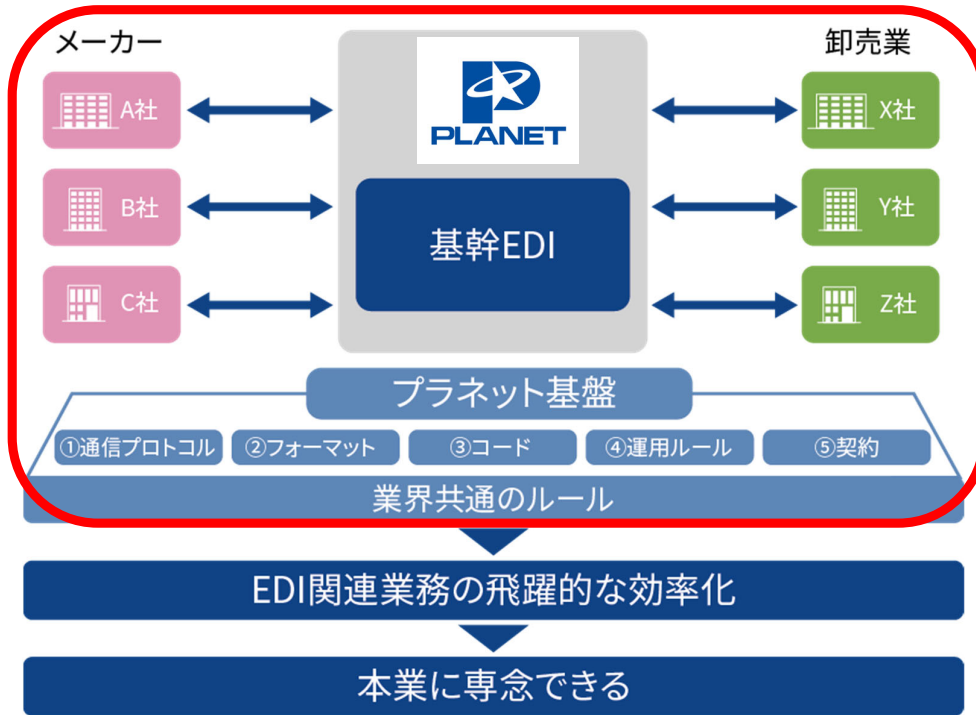 メーカー
卸売業
PLANET
A社
X社
B社
Y社
基幹EDI
C社
Z社
プラネット基盤
①通信プロトコル
②フォーマット
③コード
④運用ルール
⑤契約
業界共通のルール
EDI関連業務の飛躍的な効率化
本業に専念できる